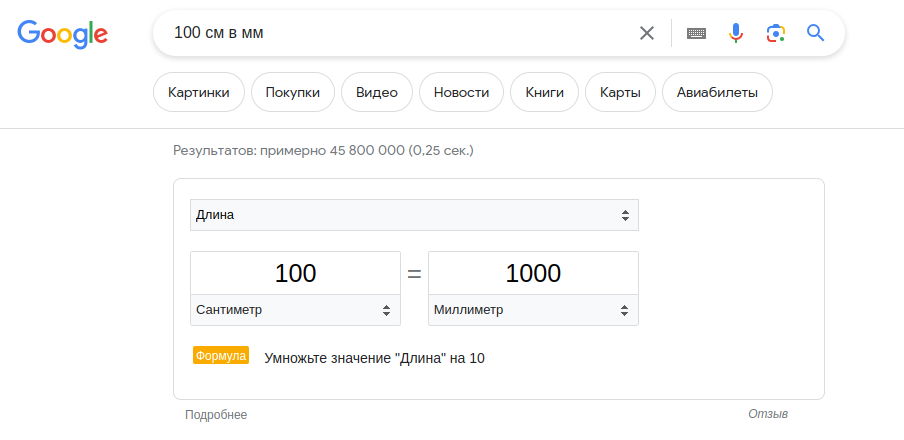 Google 100 см в мм
Картинки Покупки Видео Новости Книги Карты Авиабилеты
Результатов: примерно 45 800 000 (0,25 сек.)
Длина
100 = 1000
Сантиметр Миллиметр
Формула Умножьте значение "Длина" на 10
Подробнее Отзыв